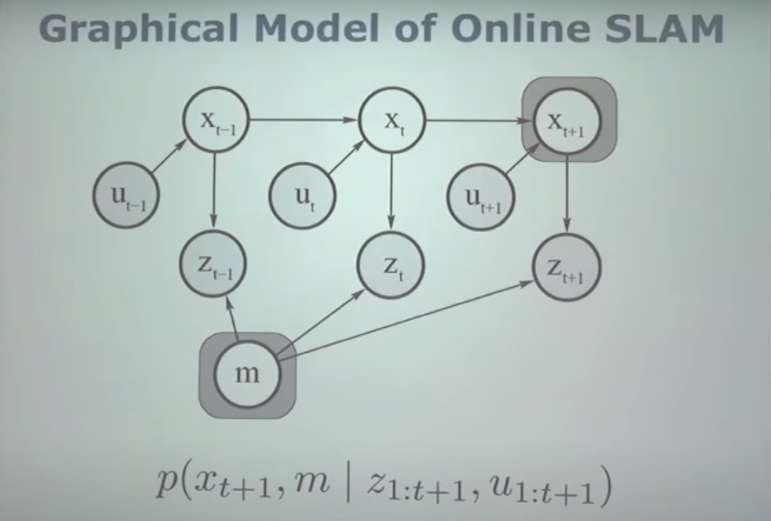 Graphical Model of Online SLAM
x_{t-1} x_t x_{t+1}
u_{t-1} u_t u_{t+1}
z_{t-1} z_t z_{t+1}
m
p(x_{t+1}, m | z_{1:t+1}, u_{1:t+1})